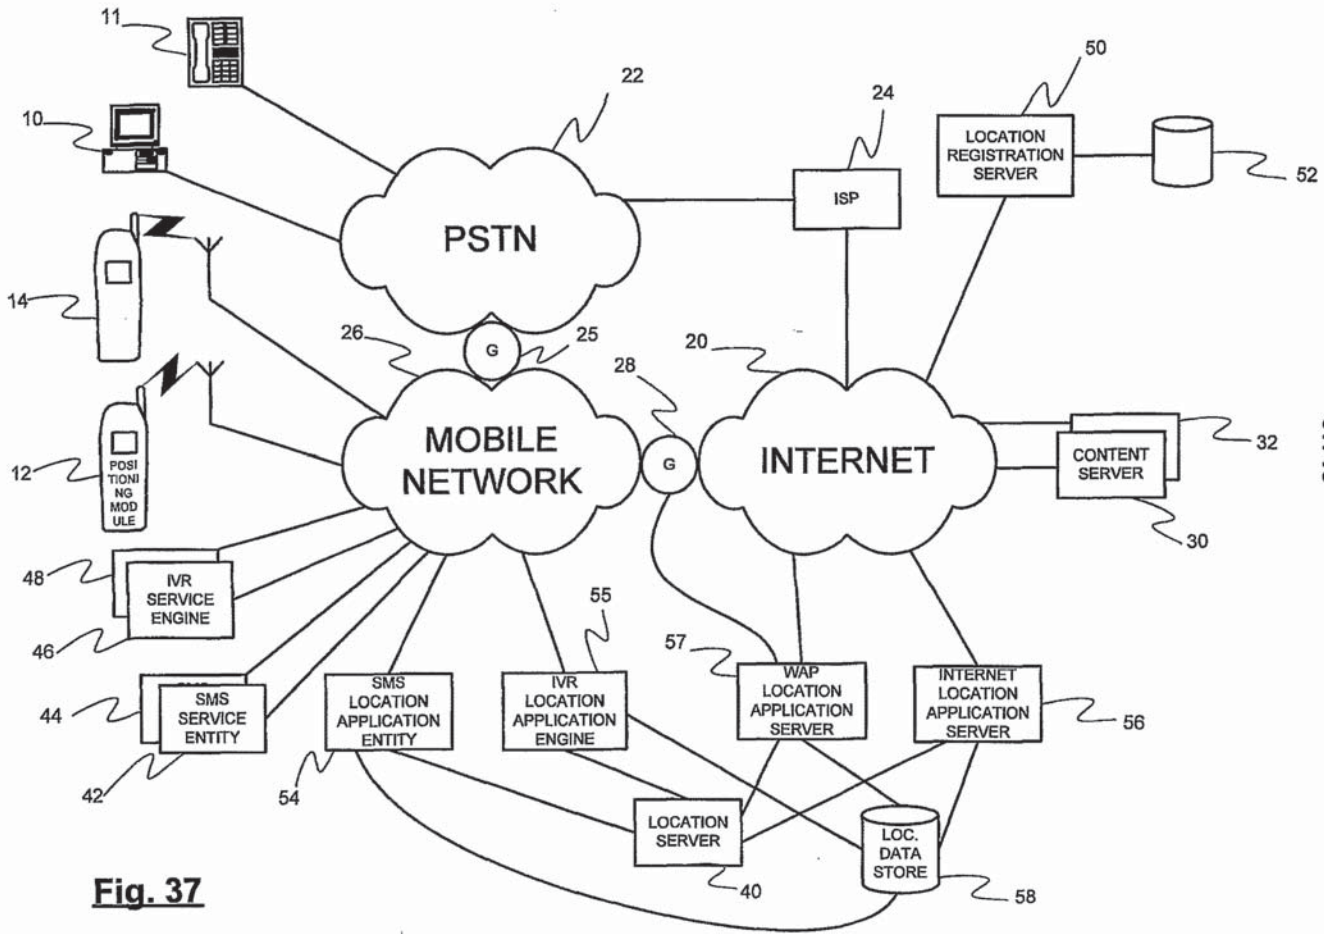 11
50
22
24
10
LOCATION
REGISTRATION
SERVER
52
ISP
PSTN
14
26
G
25
20
28
32
MOBILE
NETWORK
G
INTERNET
CONTENT
SERVER
12
POSI
TIONI
NG
MOD
ULE
30
48
IVR
SERVICE
ENGINE
46
55
57
44
SMS
SERVICE
ENTITY
42
SMS
LOCATION
APPLICATION
ENTITY
54
IVR
LOCATION
APPLICATION
ENGINE
WAP
LOCATION
APPLICATION
SERVER
INTERNET
LOCATION
APPLICATION
SERVER
56
LOCATION
SERVER
40
LOC.
DATA
STORE
58
Fig. 37